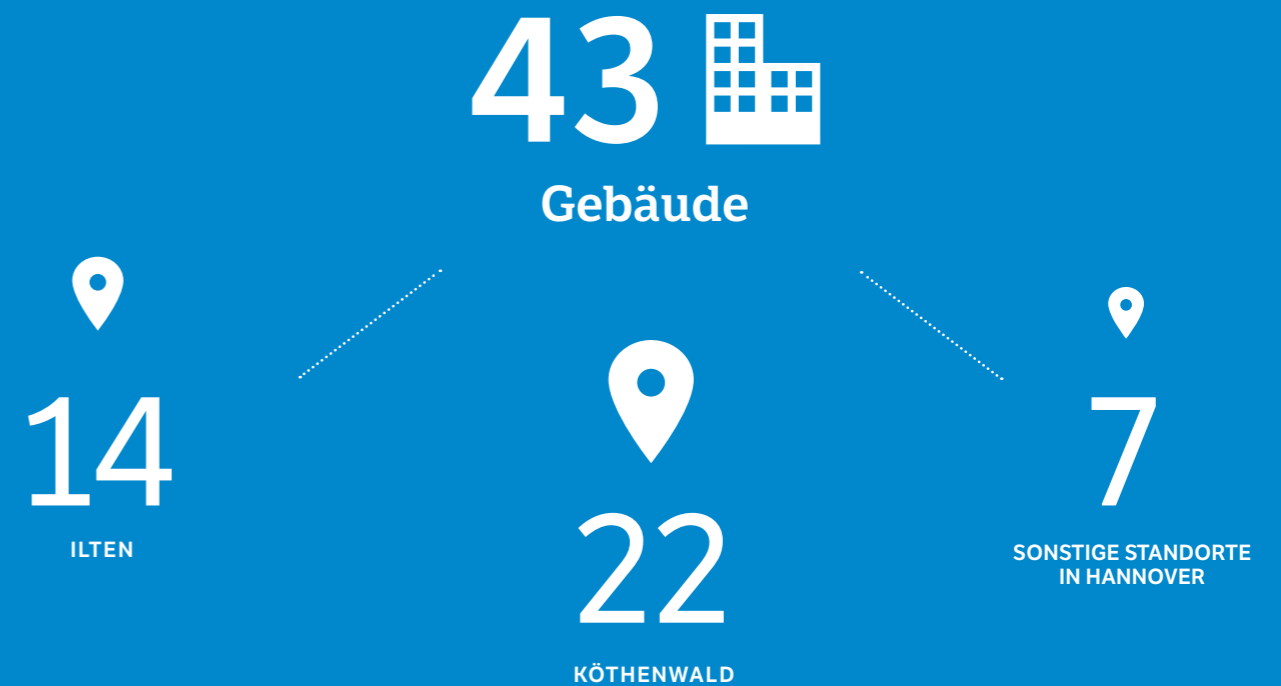 43
Gebäude
14
ILTEN
22
KÖTHENWALD
7
SONSTIGE STANDORTE
IN HANNOVER